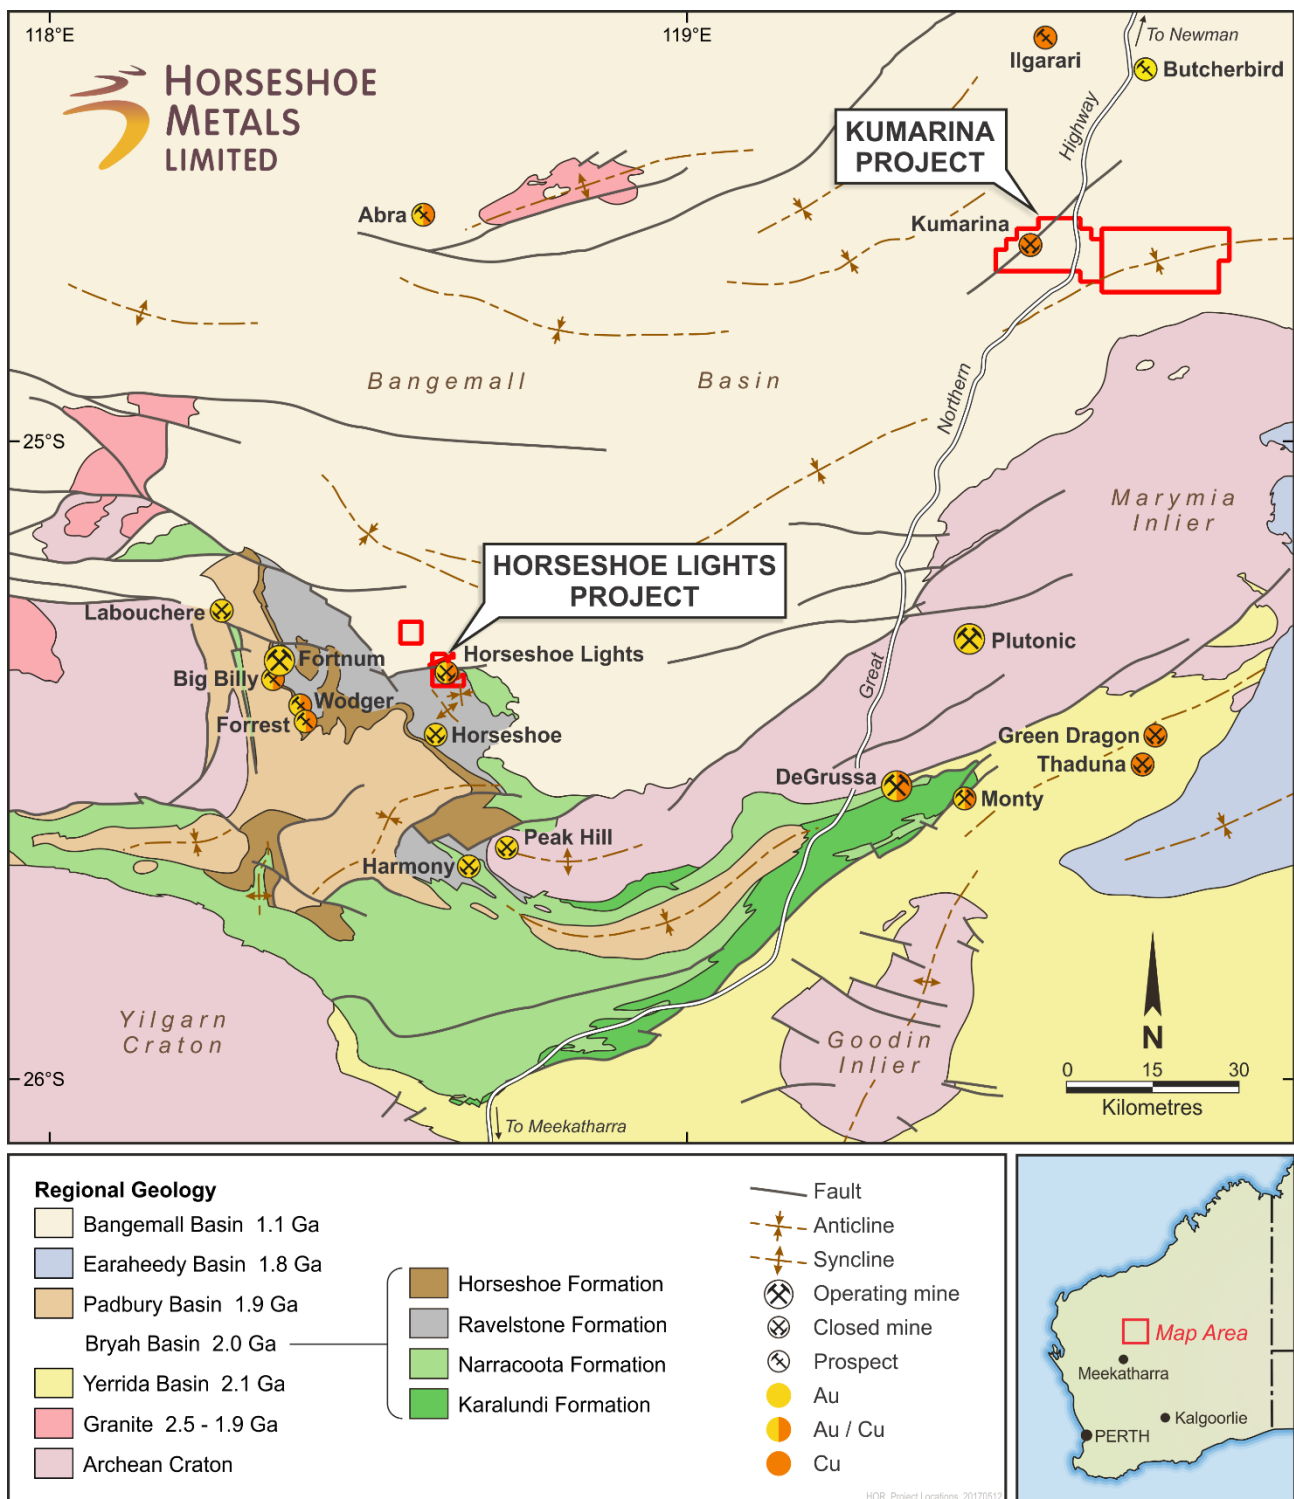 118°E
119°E
To Newman
Ilgarari
Butcherbird
HORSESHOE
METALS
LIMITED
Highway
KUMARINA
PROJECT
Abra
Kumarina
Bangemall
Basin
Northern
25°S
Marymia
Inlier
HORSESHOE LIGHTS
PROJECT
Labouchere
Horseshoe Lights
Plutonic
Fortnum
Big Billy
Great
Wodger
Forrest
Horseshoe
Green Dragon
Thaduna
DeGrussa
Monty
Peak Hill
Harmony
Yilgarn
Craton
Goodin
Inlier
N
26°S
0 15 30
Kilometres
To Meekatharra
Regional Geology
Bangemall Basin 1.1 Ga
Earaheedy Basin 1.8 Ga
Padbury Basin 1.9 Ga
Bryah Basin 2.0 Ga
Yerrida Basin 2.1 Ga
Granite 2.5 - 1.9 Ga
Archean Craton
Horseshoe Formation
Ravelstone Formation
Narracoota Formation
Karalundi Formation
Fault
Anticline
Syncline
Operating mine
Closed mine
Prospect
Au
Au / Cu
Cu
HOR_Project Locations_20170512
Map Area
Meekatharra
Kalgoorlie
PERTH